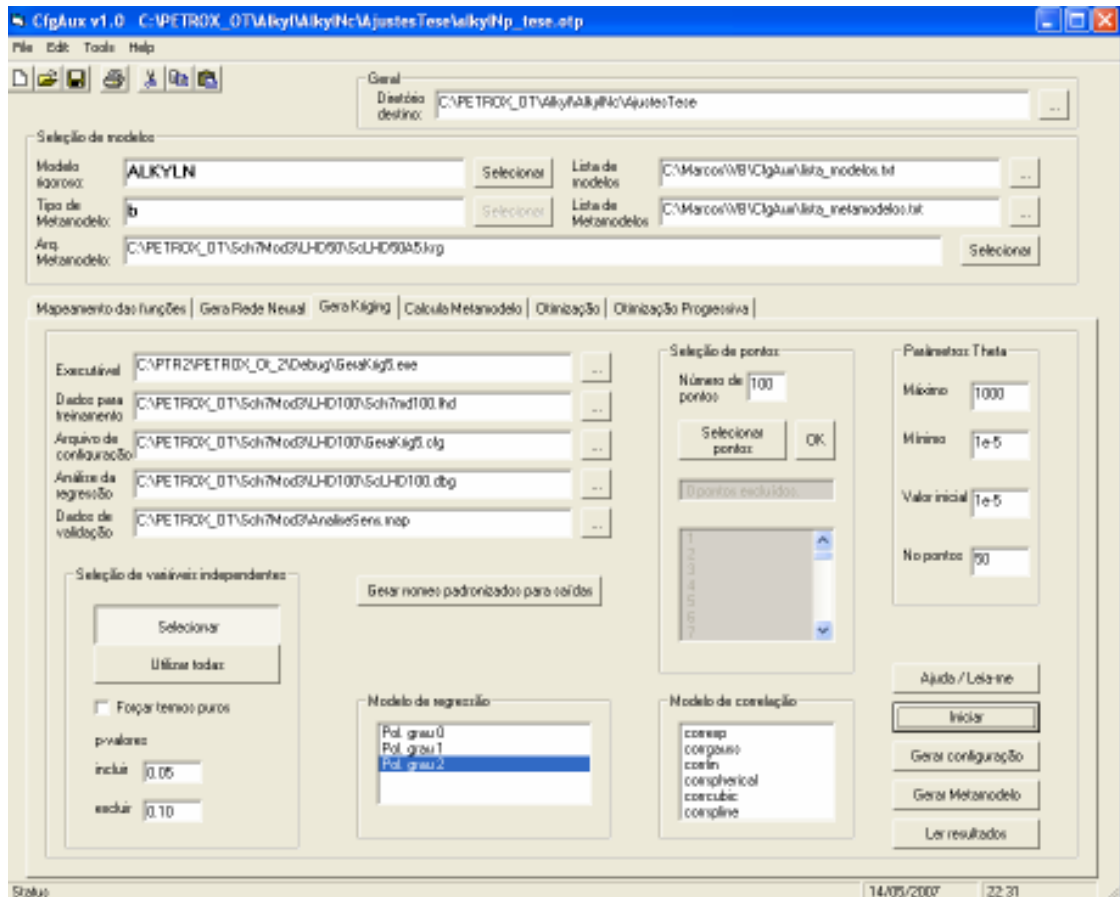 CfgAux v1.0 C:\PETROX_OT\Alkyl\AlkylNc\AjustesTese\alkylNp_tese.otp
File Edit Tools Help
Geral
Diretório destino: C:\PETROX_OT\Alkyl\AlkylNc\AjustesTese ...
Seleção de modelos
Modelo rigoroso: ALKYLN Selecionar Lista de modelos C:\Marcos\VB\CfgAux\lista_modelos.txt ...
Tipo de Metamodelo: b Selecionar Lista de Metamodelos C:\Marcos\VB\CfgAux\lista_metamodelos.txt ...
Arq. Metamodelo: C:\PETROX_OT\Sch7Mod3\LHD50\ScLHD50A5.krg Selecionar
Mapeamento das funções Gera Rede Neural Gera Kriging Calcula Metamodelo Otimização Otimização Progressiva
Executável C:\PTR2\PETROX_Ot_2\Debug\GeraKrig5.exe ...
Dados para treinamento C:\PETROX_OT\Sch7Mod3\LHD100\Sch7md100.lhd ...
Arquivo de configuração C:\PETROX_OT\Sch7Mod3\LHD100\GeraKrig5.cfg ...
Análise da regressão C:\PETROX_OT\Sch7Mod3\LHD100\ScLHD100.dbg ...
Dados de validação C:\PETROX_OT\Sch7Mod3\AnaliseSens.map ...
Seleção de pontos
Número de pontos 100
Selecionar pontos OK
0 pontos excluídos.
1
2
3
4
5
6
7
Parâmetros Theta
Máximo 1000
Mínimo 1e-5
Valor inicial 1e-5
No pontos 50
Seleção de variáveis independentes
Selecionar
Utilizar todas
Forçar termos puros
p-valores
incluir 0.05
excluir 0.10
Gerar nomes padronizados para saídas
Modelo de regressão
Pol. grau 0
Pol. grau 1
Pol. grau 2
Modelo de correlação
correxp
corrgauss
corrlin
corrspherical
corrcubic
corrspline
Ajuda / Leia-me
Iniciar
Gerar configuração
Gerar Metamodelo
Ler resultados
Status 14/05/2007 22:31